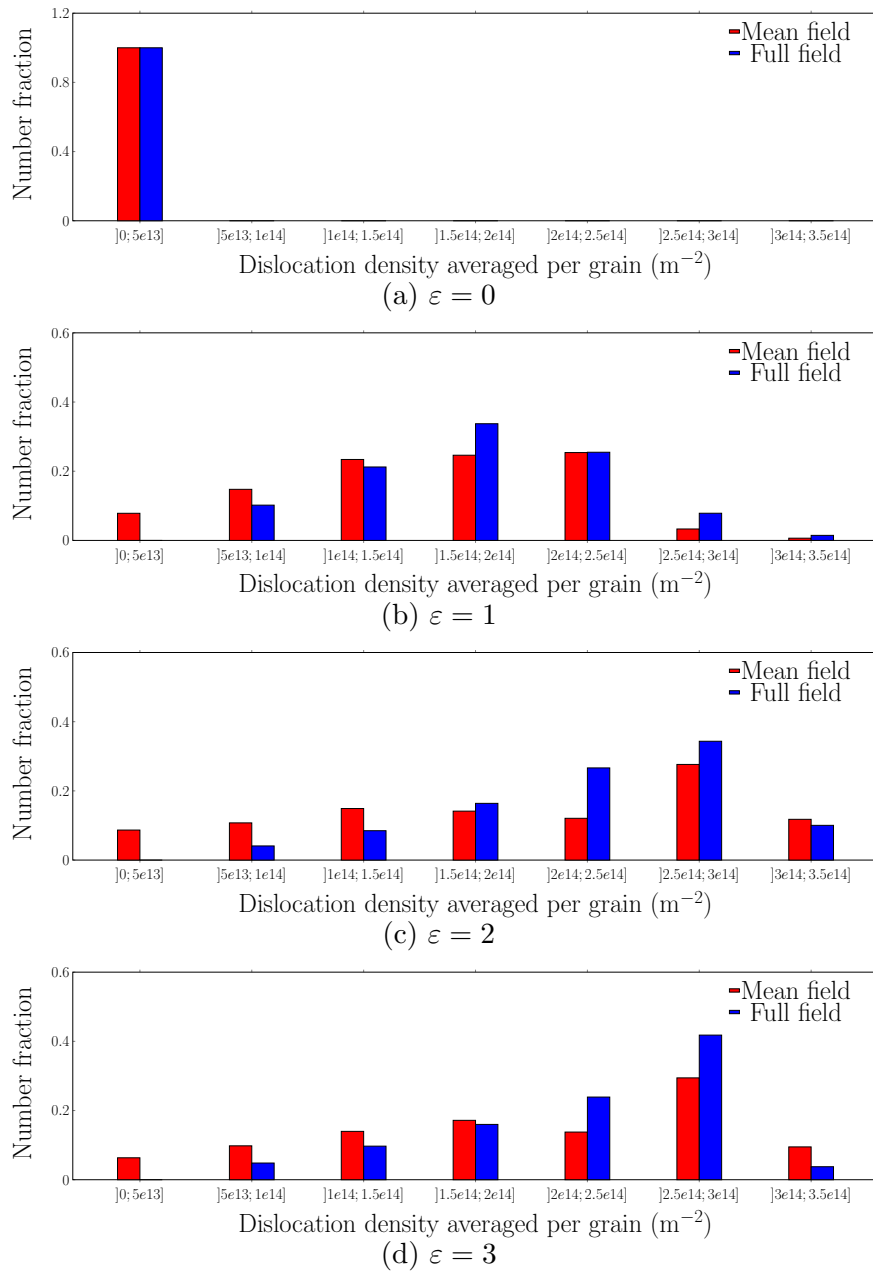 1.2
Mean field
Full field
0.8
0.4
0
Number fraction
]0; 5e13] ]5e13; 1e14] ]1e14; 1.5e14] ]1.5e14; 2e14] ]2e14; 2.5e14] ]2.5e14; 3e14] ]3e14; 3.5e14]
Dislocation density averaged per grain (m⁻²)
(a) ε = 0
0.6
Mean field
Full field
0.4
0.2
0
Number fraction
]0; 5e13] ]5e13; 1e14] ]1e14; 1.5e14] ]1.5e14; 2e14] ]2e14; 2.5e14] ]2.5e14; 3e14] ]3e14; 3.5e14]
Dislocation density averaged per grain (m⁻²)
(b) ε = 1
0.6
Mean field
Full field
0.4
0.2
0
Number fraction
]0; 5e13] ]5e13; 1e14] ]1e14; 1.5e14] ]1.5e14; 2e14] ]2e14; 2.5e14] ]2.5e14; 3e14] ]3e14; 3.5e14]
Dislocation density averaged per grain (m⁻²)
(c) ε = 2
0.6
Mean field
Full field
0.4
0.2
0
Number fraction
]0; 5e13] ]5e13; 1e14] ]1e14; 1.5e14] ]1.5e14; 2e14] ]2e14; 2.5e14] ]2.5e14; 3e14] ]3e14; 3.5e14]
Dislocation density averaged per grain (m⁻²)
(d) ε = 3